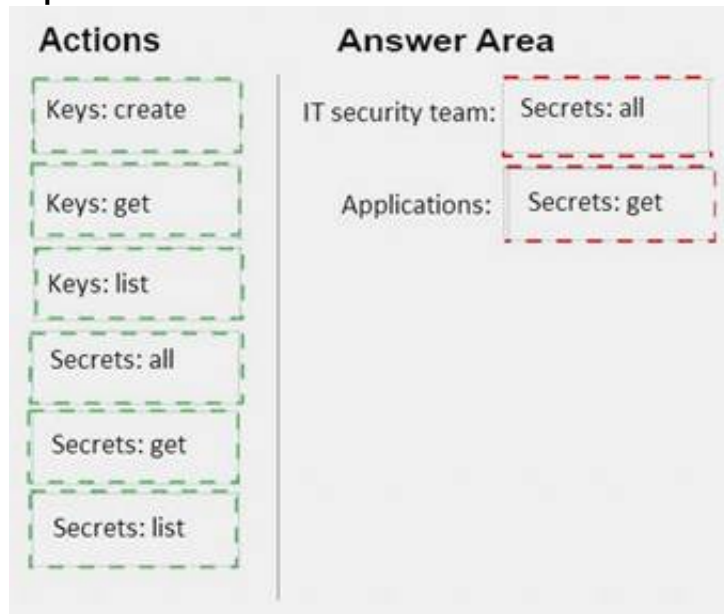 Actions
Answer Area
Keys: create
IT security team:
Secrets: all
Keys: get
Applications:
Secrets: get
Keys: list
Secrets: all
Secrets: get
Secrets: list